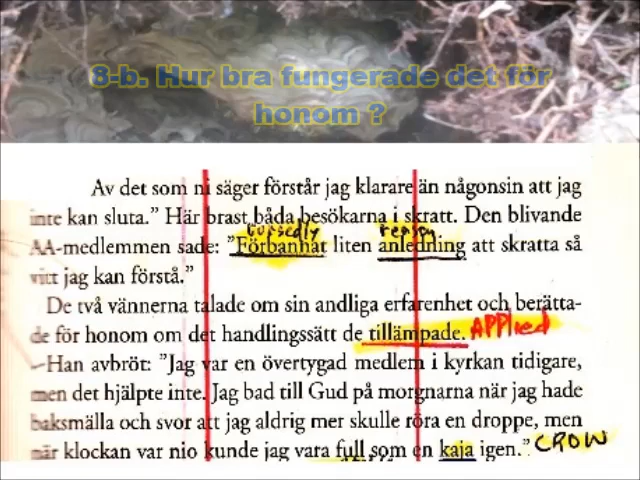 8-b. Hur bra fungerade det för
honom ?
Av det som ni säger förstår jag klarare än någonsin att jag
inte kan sluta.” Här brast båda besökarna i skratt. Den blivande
cursedly reason
AA-medlemmen sade: ”Förbannat liten anledning att skratta så
vitt jag kan förstå.”
De två vännerna talade om sin andliga erfarenhet och berätta-
de för honom om det handlingssätt de tillämpade. APPlied
Han avbröt: ”Jag var en övertygad medlem i kyrkan tidigare,
men det hjälpte inte. Jag bad till Gud på morgnarna när jag hade
baksmälla och svor att jag aldrig mer skulle röra en droppe, men
när klockan var nio kunde jag vara full som en kaja igen.” CROW